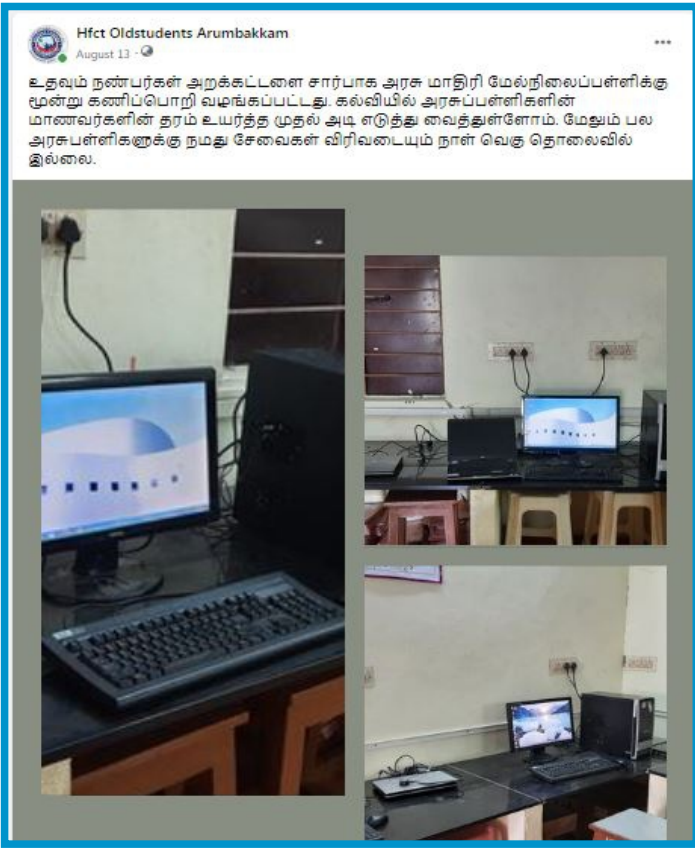 Hfct Oldstudents Arumbakkam
August 13 ·
உதவும் நண்பர்கள் அறக்கட்டளை சார்பாக அரசு மாதிரி மேல்நிலைப்பள்ளிக்கு
மூன்று கணிப்பொறி வழங்கப்பட்டது. கல்வியில் அரசுப்பள்ளிகளின்
மாணவர்களின் தரம் உயர்த்த முதல் அடி எடுத்து வைத்துள்ளோம். மேலும் பல
அரசுபள்ளிகளுக்கு நமது சேவைகள் விரிவடையும் நாள் வெகு தொலைவில்
இல்லை.